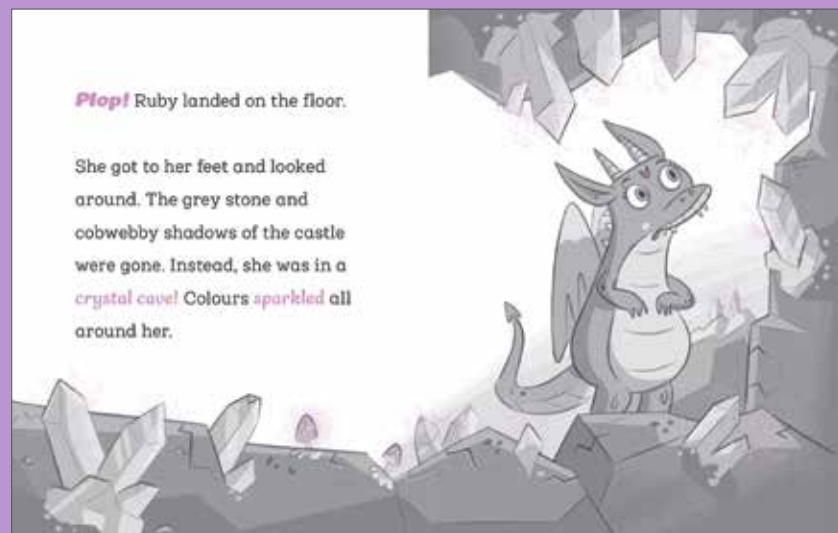 Plop! Ruby landed on the floor.
She got to her feet and looked
around. The grey stone and
cobwebby shadows of the castle
were gone. Instead, she was in a
crystal cave! Colours sparkled all
around her.